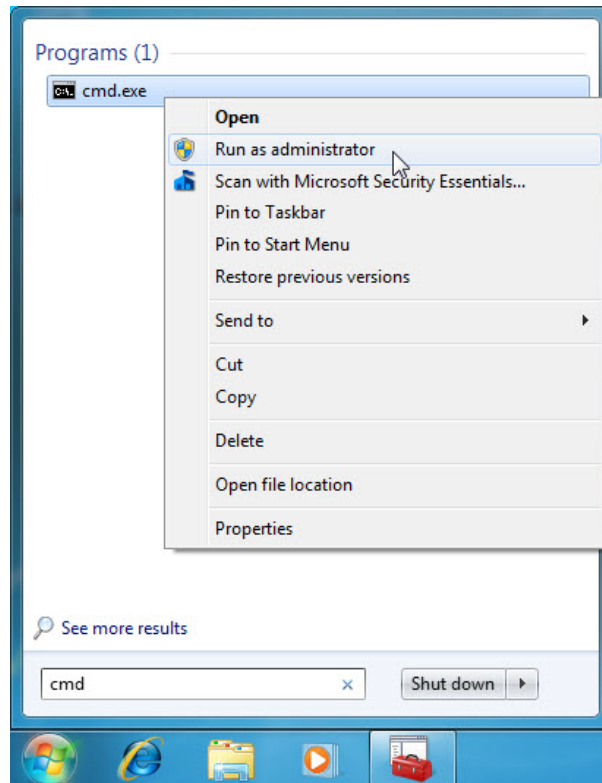 Programs (1)
cmd.exe
Open
Run as administrator
Scan with Microsoft Security Essentials...
Pin to Taskbar
Pin to Start Menu
Restore previous versions
Send to
Cut
Copy
Delete
Open file location
Properties
See more results
cmd
Shut down